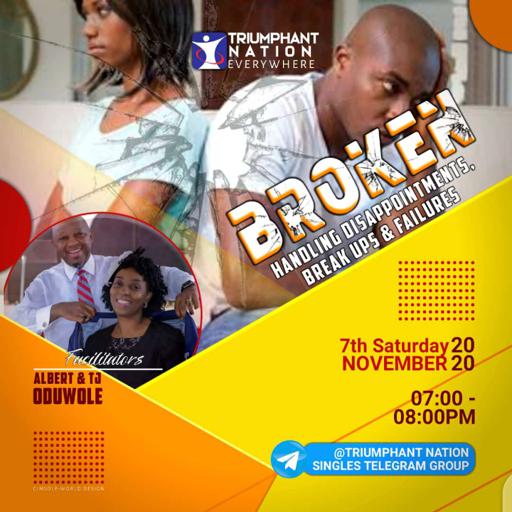 TRIUMPHANT
NATION
EVERYWHERE
BROKEN
HANDLING DISAPPOINTMENTS,
BREAK UPS & FAILURES
Facilitators
ALBERT & TJ
ODUWOLE
7th Saturday 20
NOVEMBER 20
07:00 -
08:00PM
@TRIUMPHANT NATION
SINGLES TELEGRAM GROUP